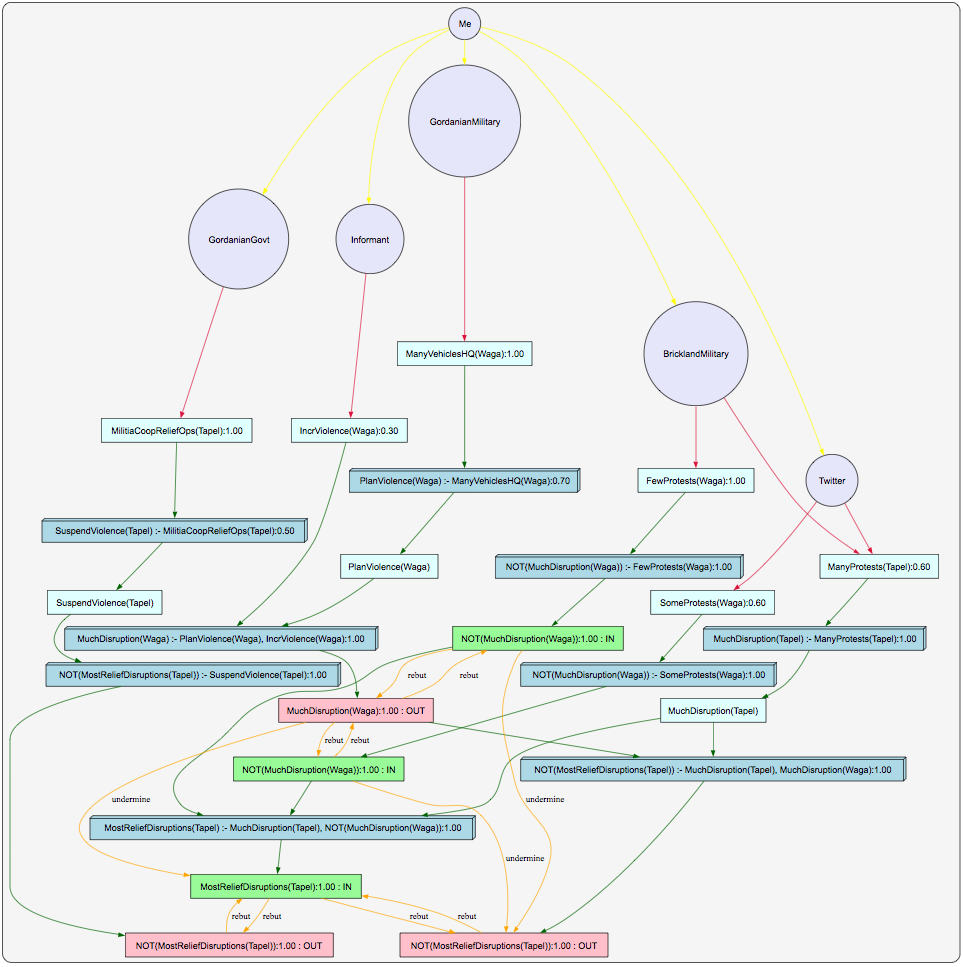 Me
GordanianMilitary
GordanianGovt
Informant
ManyVehiclesHQ(Waga):1.00
BricklandMilitary
MilitiaCoopReliefOps(Tapel):1.00
IncrViolence(Waga):0.30
PlanViolence(Waga) :- ManyVehiclesHQ(Waga):0.70
FewProtests(Waga):1.00
Twitter
SuspendViolence(Tapel) :- MilitiaCoopReliefOps(Tapel):0.50
PlanViolence(Waga)
NOT(MuchDisruption(Waga)) :- FewProtests(Waga):1.00
ManyProtests(Tapel):0.60
SuspendViolence(Tapel)
SomeProtests(Waga):0.60
MuchDisruption(Waga) :- PlanViolence(Waga), IncrViolence(Waga):1.00
NOT(MuchDisruption(Waga)):1.00 : IN
MuchDisruption(Tapel) :- ManyProtests(Tapel):1.00
NOT(MostReliefDisruptions(Tapel)) :- SuspendViolence(Tapel):1.00
rebut
rebut
NOT(MuchDisruption(Waga)) :- SomeProtests(Waga):1.00
MuchDisruption(Waga):1.00 : OUT
MuchDisruption(Tapel)
rebut
rebut
NOT(MuchDisruption(Waga)):1.00 : IN
NOT(MostReliefDisruptions(Tapel)) :- MuchDisruption(Tapel), MuchDisruption(Waga):1.00
undermine
undermine
MostReliefDisruptions(Tapel) :- MuchDisruption(Tapel), NOT(MuchDisruption(Waga)):1.00
undermine
MostReliefDisruptions(Tapel):1.00 : IN
rebut
rebut
rebut
rebut
NOT(MostReliefDisruptions(Tapel)):1.00 : OUT
NOT(MostReliefDisruptions(Tapel)):1.00 : OUT